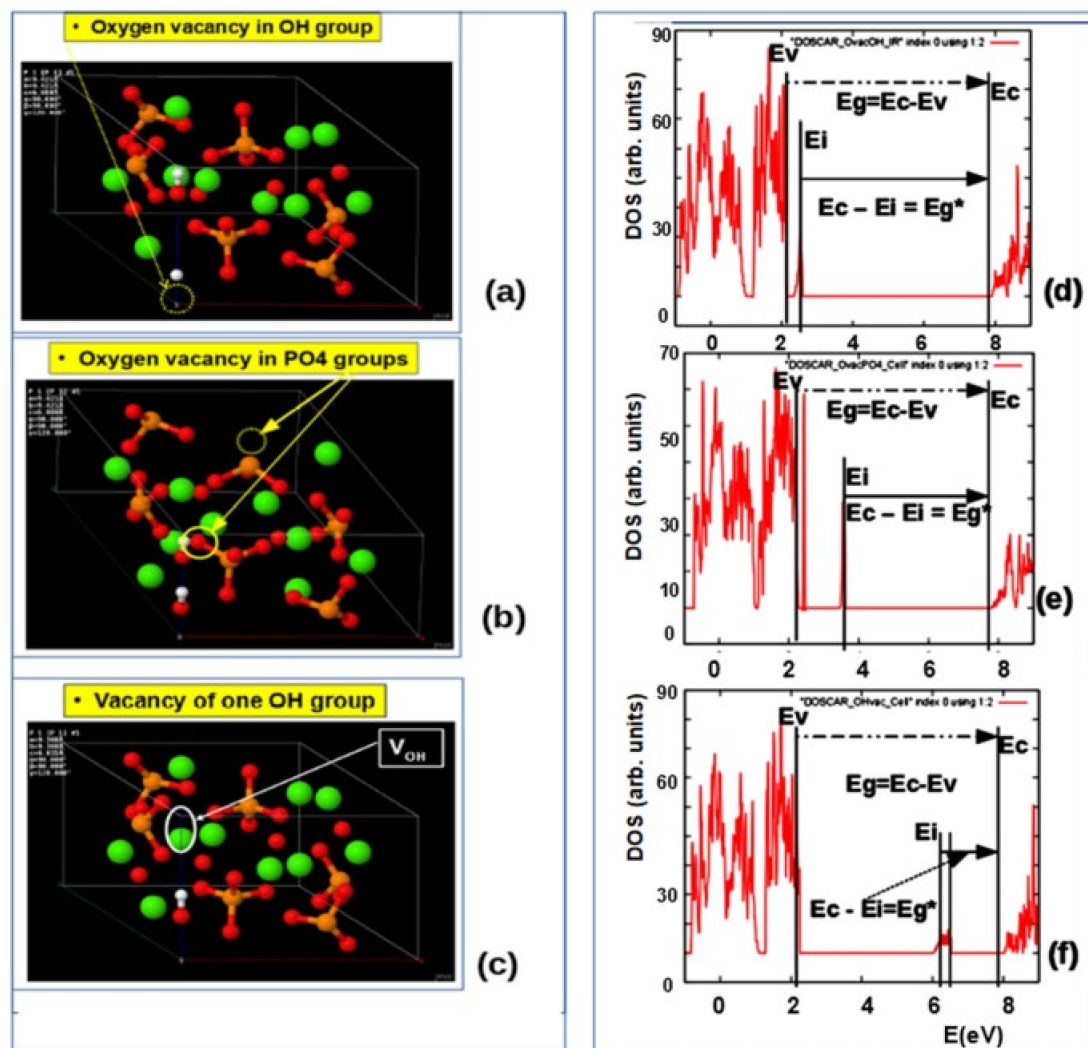 • Oxygen vacancy in OH group
(a)
• Oxygen vacancy in PO4 groups
(b)
• Vacancy of one OH group
V_OH
(c)
90
"DOSCAR_OvacOH_IR" index 0 using 1:2
Ev
Ec
Eg=Ec-Ev
60
Ei
DOS (arb. units)
Ec – Ei = Eg*
30
(d)
0
0 2 4 6 8
70
"DOSCAR_OvacPO4_Cell" index 0 using 1:2
Ev
Ec
Eg=Ec-Ev
50
Ei
DOS (arb. units)
Ec – Ei = Eg*
30
(e)
10
0
0 2 4 6 8
90
"DOSCAR_OHvac_Cell" index 0 using 1:2
Ev
Ec
Eg=Ec-Ev
60
DOS (arb. units)
Ei
30
Ec - Ei=Eg*
10
(f)
0
0 2 4 6 8
E(eV)